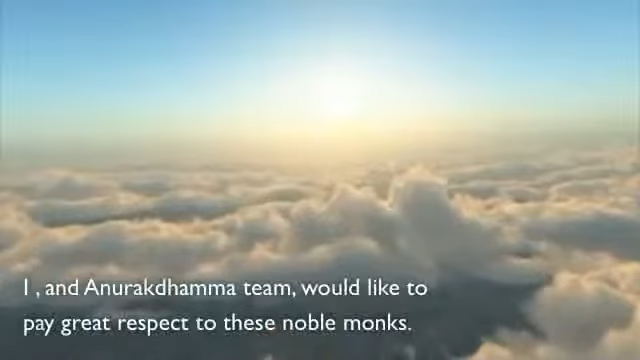 I , and Anurakdhamma team, would like to
pay great respect to these noble monks.